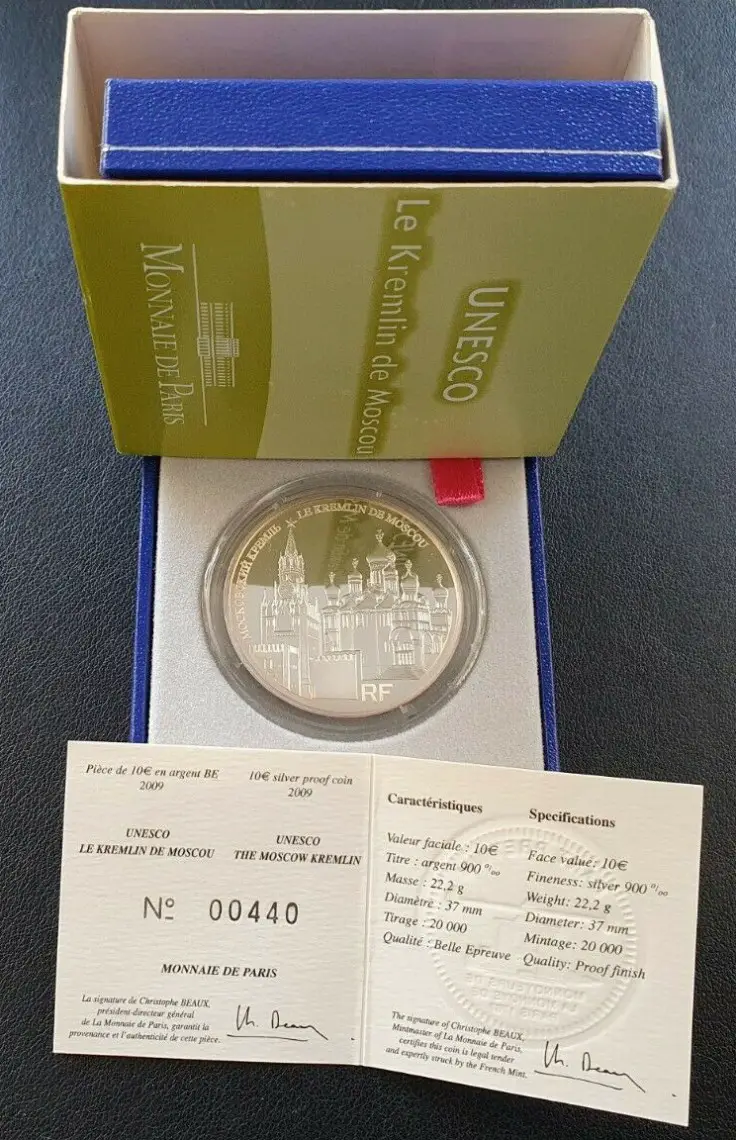 UNESCO
Le Kremlin de Moscou
MONNAIE DE PARIS
МОСКОВСКИЙ КРЕМЛЬ
LE KREMLIN DE MOSCOU
RF
Pièce de 10€ en argent BE
2009
UNESCO
LE KREMLIN DE MOSCOU
10€ silver proof coin
2009
UNESCO
THE MOSCOW KREMLIN
Nº 00440
MONNAIE DE PARIS
La signature de Christophe BEAUX,
président-directeur général
de La Monnaie de Paris, garantit la
provenance et l'authenticité de cette pièce.
Caractéristiques
Valeur faciale : 10€
Titre : argent 900 º/ₒₒ
Masse : 22,2 g
Diamètre : 37 mm
Tirage : 20 000
Qualité : Belle Epreuve
Specifications
Face value: 10€
Fineness: silver 900 º/ₒₒ
Weight: 22,2 g
Diameter: 37 mm
Mintage: 20 000
Quality: Proof finish
The signature of Christophe BEAUX,
Mintmaster of La Monnaie de Paris,
certifies this coin is legal tender
and expertly struck by the French Mint.